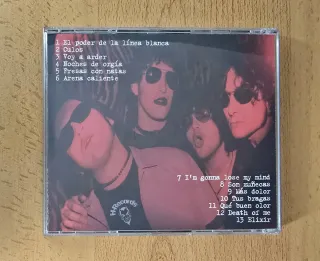 1 El poder de la línea blanca
2 Culos
3 Voy a arder
4 Noches de orgía
5 Fresas con natas
6 Arena caliente
7 I'm gonna lose my mind
8 Son muñecas
9 Más dolor
10 Tus bragas
11 Qué buen olor
12 Death of me
13 Elixir
Records